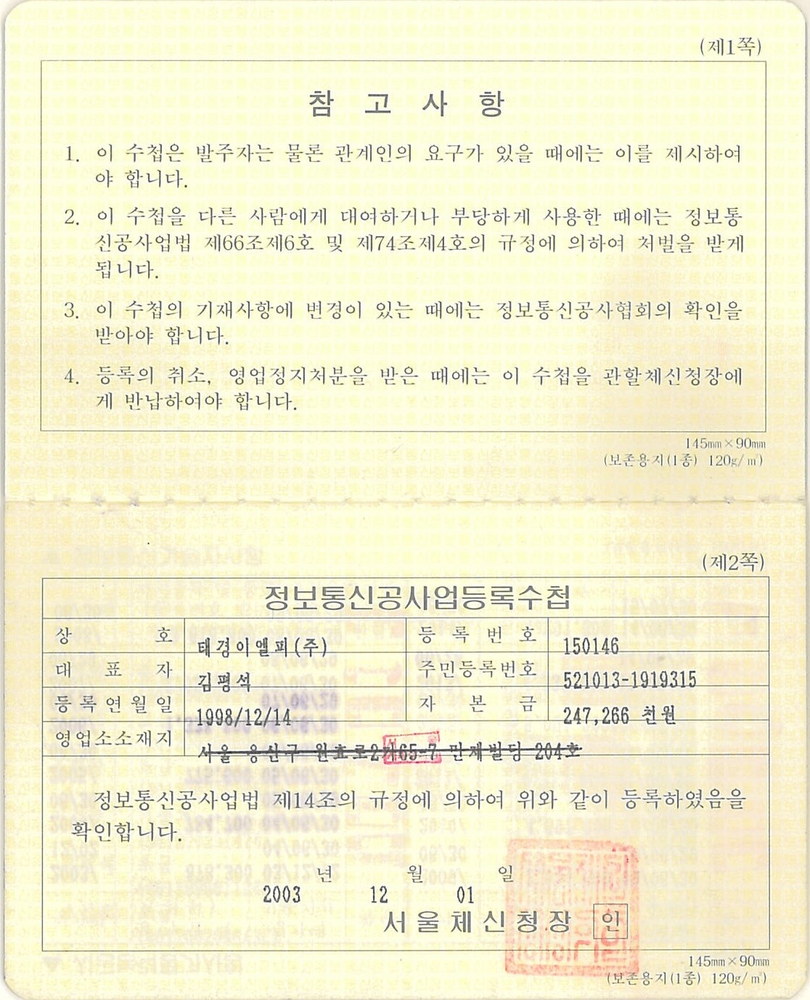 (제1쪽)
참 고 사 항
1. 이 수첩은 발주자는 물론 관계인의 요구가 있을 때에는 이를 제시하여
야 합니다.
2. 이 수첩을 다른 사람에게 대여하거나 부당하게 사용한 때에는 정보통
신공사업법 제66조제6호 및 제74조제4호의 규정에 의하여 처벌을 받게
됩니다.
3. 이 수첩의 기재사항에 변경이 있는 때에는 정보통신공사협회의 확인을
받아야 합니다.
4. 등록의 취소, 영업정지처분을 받은 때에는 이 수첩을 관할체신청장에
게 반납하여야 합니다.
145㎜×90㎜
(보존용지(1종) 120g/㎡)
(제2쪽)
정보통신공사업등록수첩
상 호 태경이엘피(주) 등 록 번 호 150146
대 표 자 김평석 주민등록번호 521013-1919315
등록연월일 1998/12/14 자 본 금 247,266 천원
영업소소재지 서울 용산구 원효로2가65-7 만재빌딩 204호
정보통신공사업법 제14조의 규정에 의하여 위와 같이 등록하였음을
확인합니다.
년 월 일
2003 12 01
서울체신청장 인
145㎜×90㎜
(보존용지(1종) 120g/㎡)